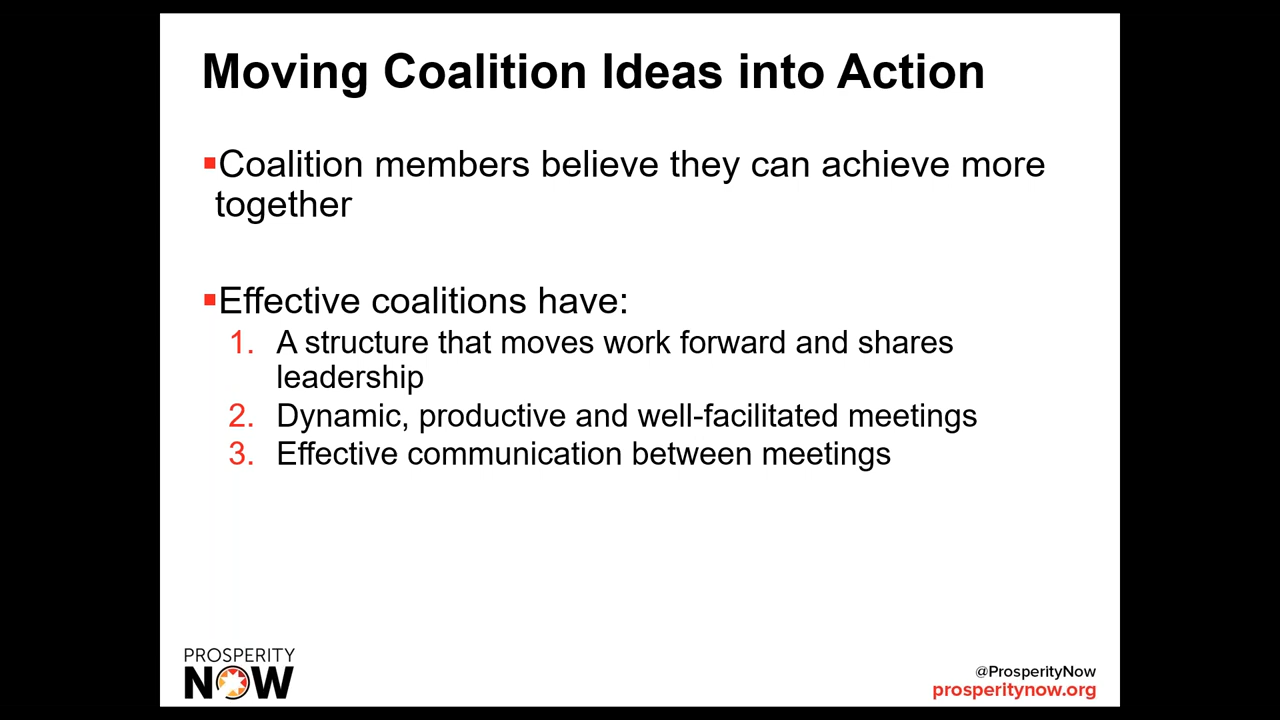 Moving Coalition Ideas into Action
▪Coalition members believe they can achieve more
together
▪Effective coalitions have:
1. A structure that moves work forward and shares
leadership
2. Dynamic, productive and well-facilitated meetings
3. Effective communication between meetings
PROSPERITY
NOW
@ProsperityNow
prosperitynow.org